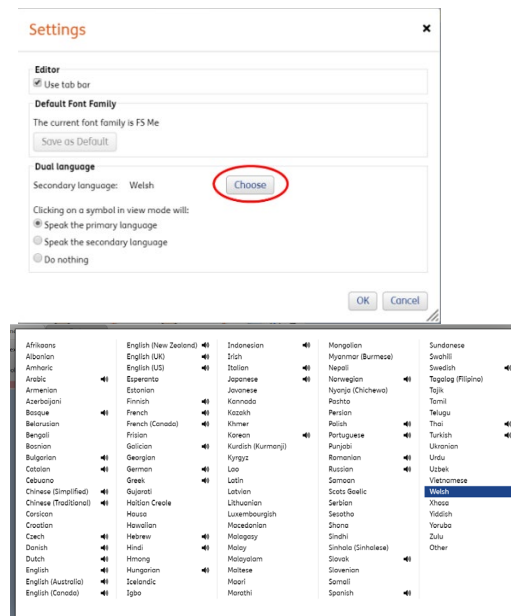 Settings
×
Editor
Use tab bar
Default Font Family
The current font family is FS Me
Save as Default
Dual language
Secondary language: Welsh
Choose
Clicking on a symbol in view mode will:
Speak the primary language
Speak the secondary language
Do nothing
OK Cancel
Afrikaans
Albanian
Amharic
Arabic
Armenian
Azerbaijani
Basque
Belarusian
Bengali
Bosnian
Bulgarian
Catalan
Cebuano
Chinese (Simplified)
Chinese (Traditional)
Corsican
Croatian
Czech
Danish
Dutch
English
English (Australia)
English (Canada)
English (New Zealand)
English (UK)
English (US)
Esperanto
Estonian
Finnish
French
French (Canada)
Frisian
Galician
Georgian
German
Greek
Gujarati
Haitian Creole
Hausa
Hawaiian
Hebrew
Hindi
Hmong
Hungarian
Icelandic
Igbo
Indonesian
Irish
Italian
Japanese
Javanese
Kannada
Kazakh
Khmer
Korean
Kurdish (Kurmanji)
Kyrgyz
Lao
Latin
Latvian
Lithuanian
Luxembourgish
Macedonian
Malagasy
Malay
Malayalam
Maltese
Maori
Marathi
Mongolian
Myanmar (Burmese)
Nepali
Norwegian
Nyanja (Chichewa)
Pashto
Persian
Polish
Portuguese
Punjabi
Romanian
Russian
Samoan
Scots Gaelic
Serbian
Sesotho
Shona
Sindhi
Sinhala (Sinhalese)
Slovak
Slovenian
Somali
Spanish
Sundanese
Swahili
Swedish
Tagalog (Filipino)
Tajik
Tamil
Telugu
Thai
Turkish
Ukranian
Urdu
Uzbek
Vietnamese
Welsh
Xhosa
Yiddish
Yoruba
Zulu
Other